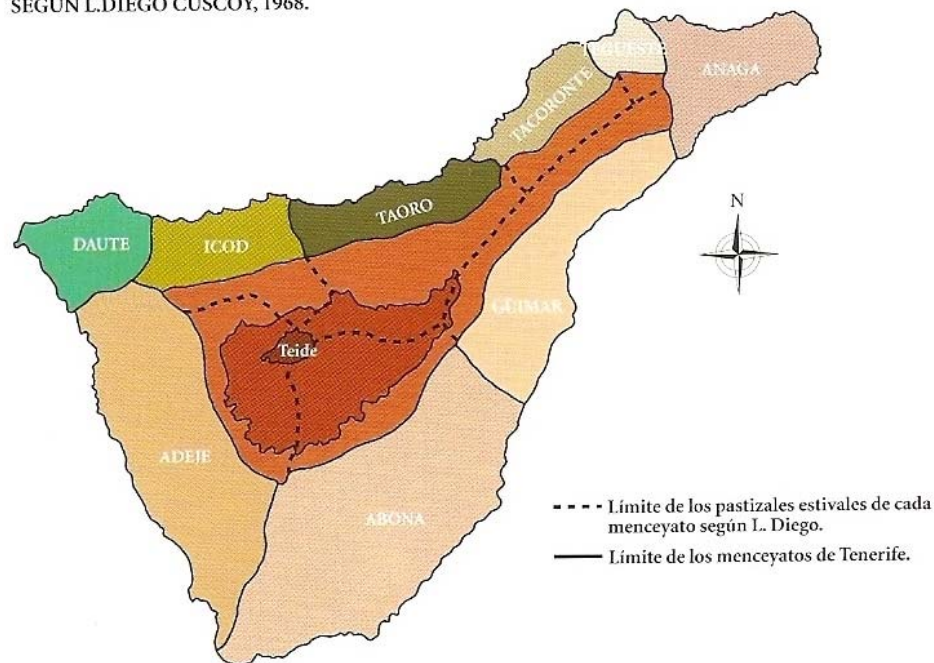 SEGÚN L.DIEGO CUSCOY, 1968.
TEGUESTE
ANAGA
TACORONTE
N
TAORO
DAUTE
ICOD
GÜIMAR
Teide
ADEJE
ABONA
Límite de los pastizales estivales de cada
menceyato según L. Diego.
Límite de los menceyatos de Tenerife.